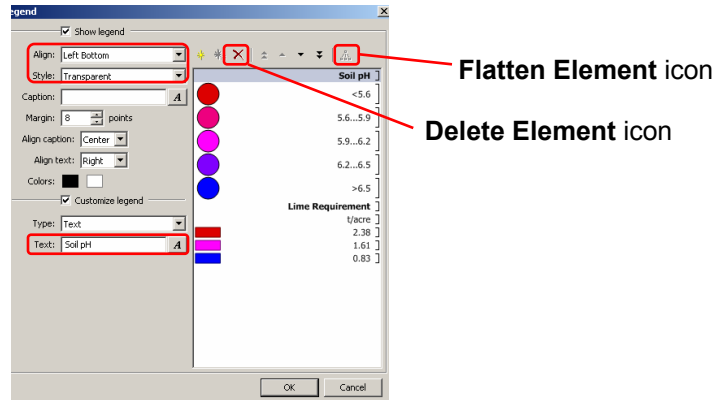 egend
Show legend
Align: Left Bottom
Style: Transparent
Caption: A
Margin: 8 points
Align caption: Center
Align text: Right
Colors:
Customize legend
Type: Text
Text: Soil pH A
Soil pH ]
<5.6 ]
5.6...5.9 ]
5.9...6.2 ]
6.2...6.5 ]
>6.5 ]
Lime Requirement ]
t/acre ]
2.38 ]
1.61 ]
0.83 ]
OK Cancel
Flatten Element icon
Delete Element icon